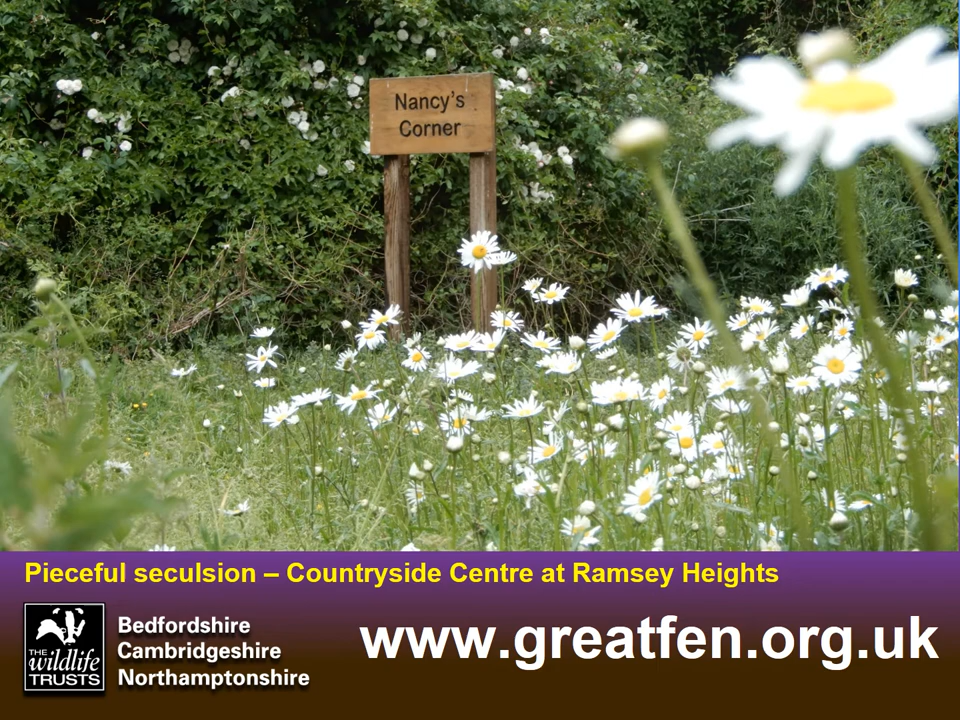 Nancy's
Corner
Pieceful seculsion – Countryside Centre at Ramsey Heights
THE
wildlife
TRUSTS
Bedfordshire
Cambridgeshire
Northamptonshire
www.greatfen.org.uk